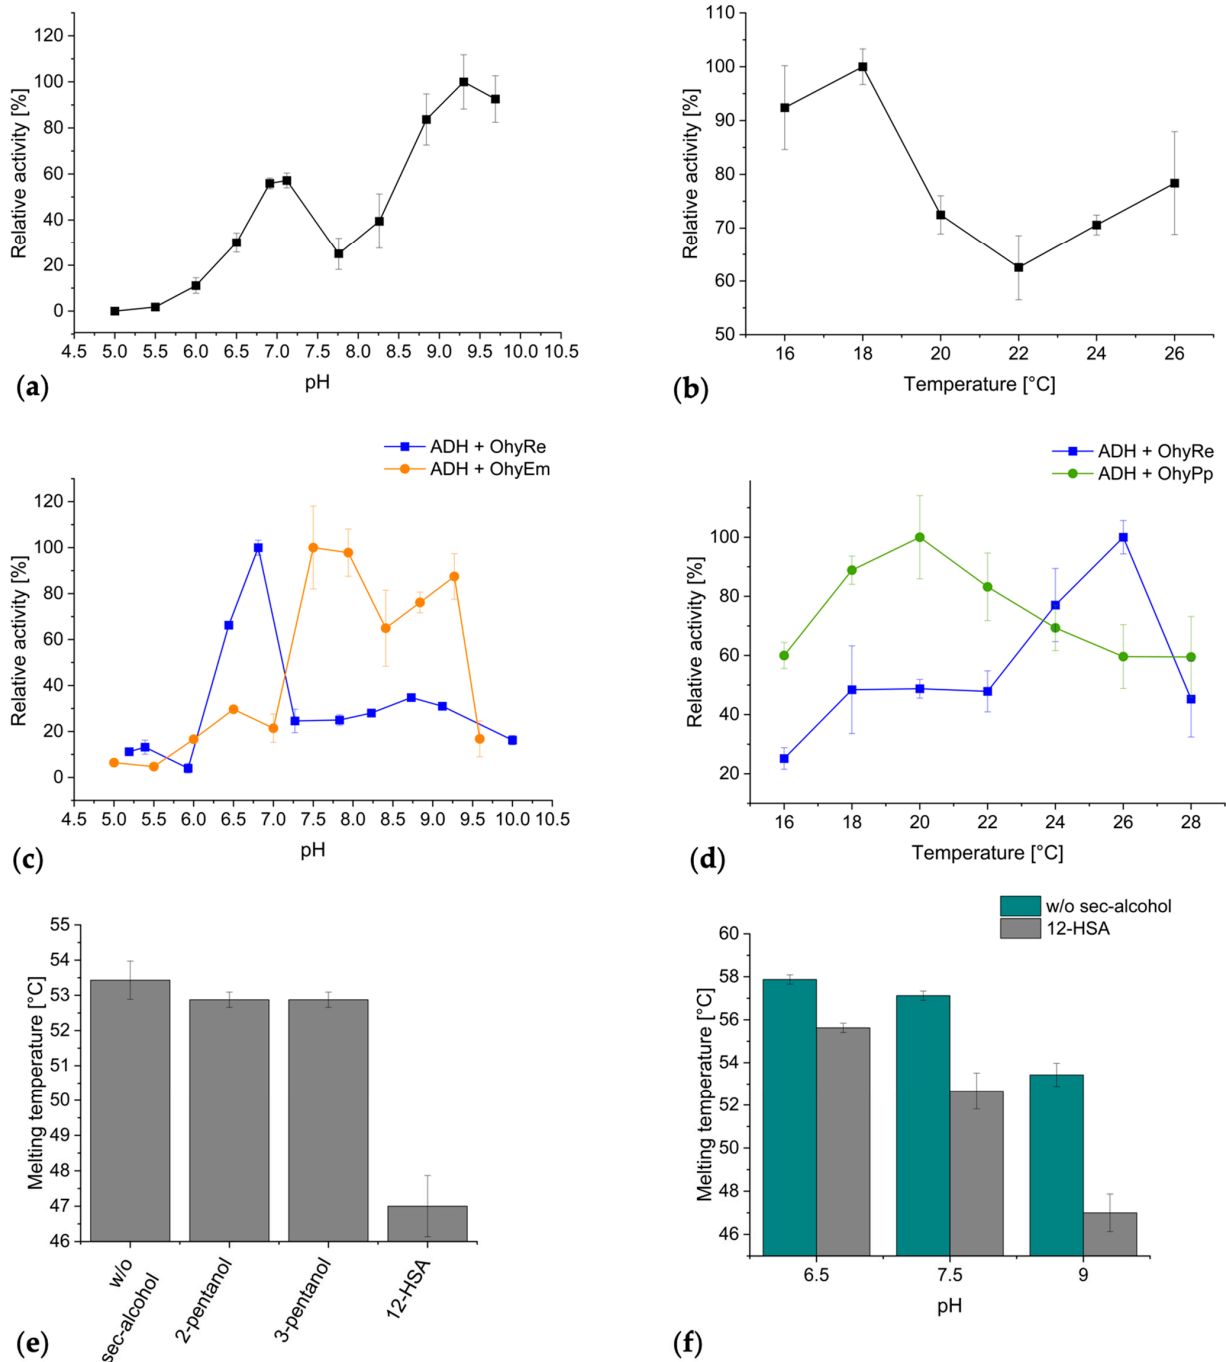 120
100
80
60
40
20
0
Relative activity [%]
4.5 5.0 5.5 6.0 6.5 7.0 7.5 8.0 8.5 9.0 9.5 10.0 10.5
pH
(a)
110
100
90
80
70
60
50
Relative activity [%]
16 18 20 22 24 26
Temperature [°C]
(b)
ADH + OhyRe
ADH + OhyEm
120
100
80
60
40
20
0
Relative activity [%]
4.5 5.0 5.5 6.0 6.5 7.0 7.5 8.0 8.5 9.0 9.5 10.0 10.5
pH
(c)
ADH + OhyRe
ADH + OhyPp
100
80
60
40
20
Relative activity [%]
16 18 20 22 24 26 28
Temperature [°C]
(d)
55
54
53
52
51
50
49
48
47
46
Melting temperature [°C]
w/o
sec-alcohol
2-pentanol
3-pentanol
12-HSA
(e)
w/o sec-alcohol
12-HSA
60
58
56
54
52
50
48
46
Melting temperature [°C]
6.5 7.5 9
pH
(f)